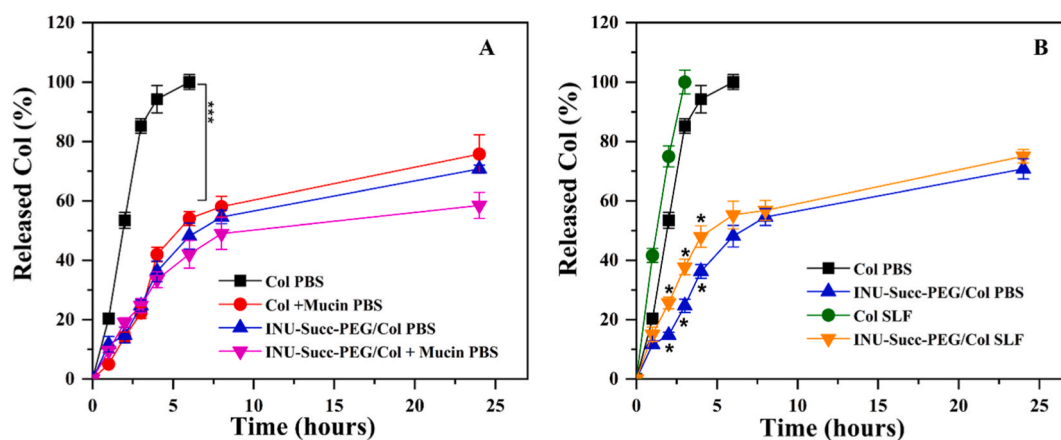 120
100
80
60
40
20
0
Released Col (%)
A
***
Col PBS
Col +Mucin PBS
INU-Succ-PEG/Col PBS
INU-Succ-PEG/Col + Mucin PBS
0 5 10 15 20 25
Time (hours)
120
100
80
60
40
20
0
Released Col (%)
B
*
*
*
*
*
*
Col PBS
INU-Succ-PEG/Col PBS
Col SLF
INU-Succ-PEG/Col SLF
0 5 10 15 20 25
Time (hours)